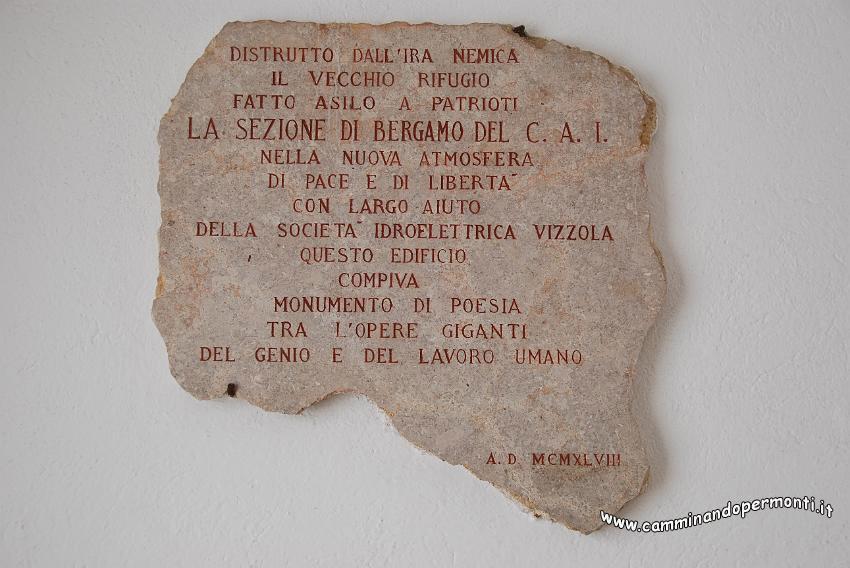 DISTRUTTO DALL'IRA NEMICA
IL VECCHIO RIFUGIO
FATTO ASILO A PATRIOTI
LA SEZIONE DI BERGAMO DEL C. A. I.
NELLA NUOVA ATMOSFERA
DI PACE E DI LIBERTA'
CON LARGO AIUTO
DELLA SOCIETA' IDROELETTRICA VIZZOLA
QUESTO EDIFICIO
COMPIVA
MONUMENTO DI POESIA
TRA L'OPERE GIGANTI
DEL GENIO E DEL LAVORO UMANO
A. D. MCMXLVIII
www.camminandopermonti.it